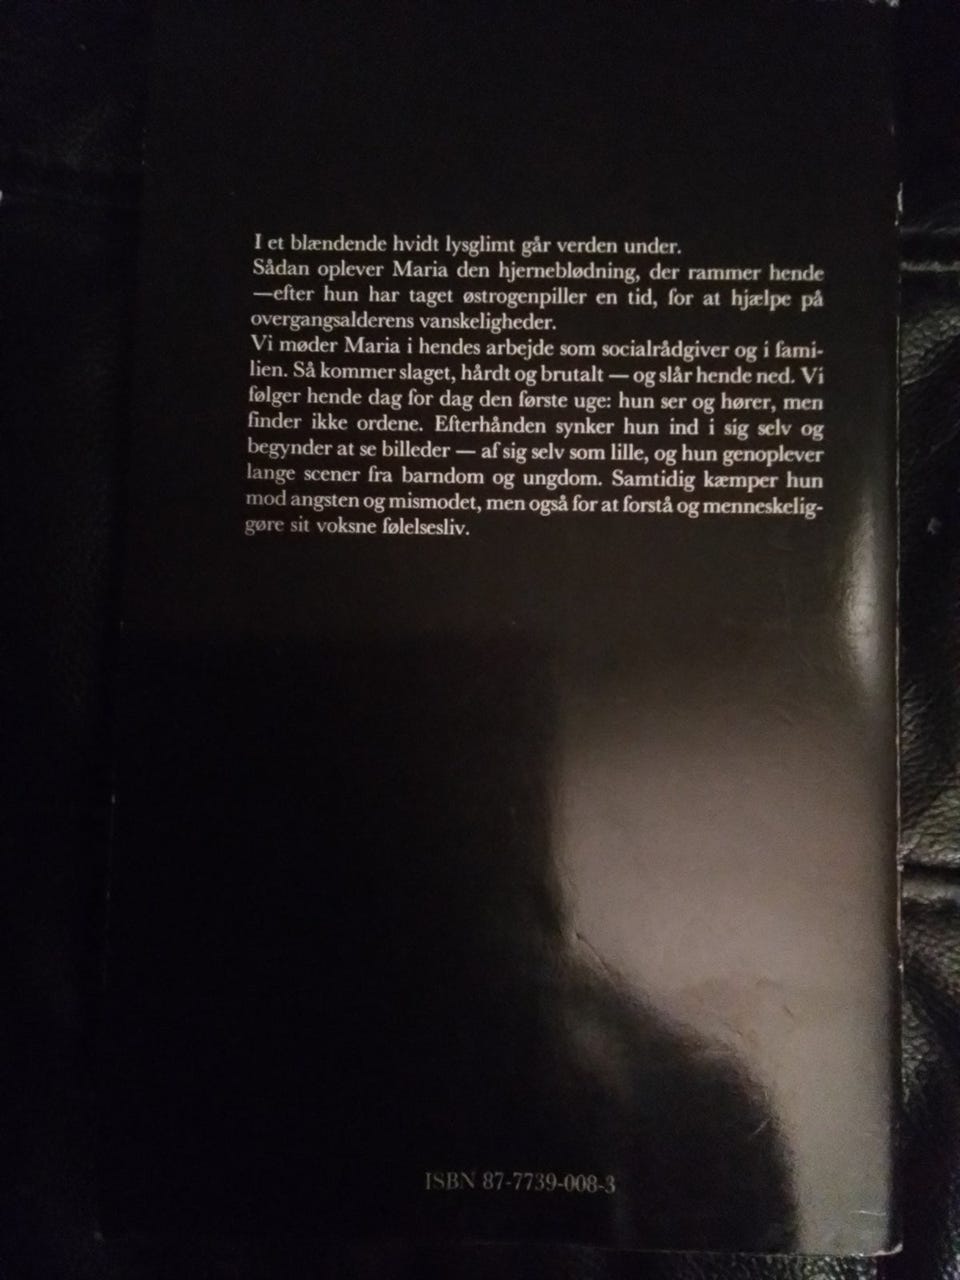 I et blændende hvidt lysglimt går verden under.
Sådan oplever Maria den hjerneblødning, der rammer hende
—efter hun har taget østrogenpiller en tid, for at hjælpe på
overgangsalderens vanskeligheder.
Vi møder Maria i hendes arbejde som socialrådgiver og i fami-
lien. Så kommer slaget, hårdt og brutalt — og slår hende ned. Vi
følger hende dag for dag den første uge: hun ser og hører, men
finder ikke ordene. Efterhånden synker hun ind i sig selv og
begynder at se billeder — af sig selv som lille, og hun genoplever
lange scener fra barndom og ungdom. Samtidig kæmper hun
mod angsten og mismodet, men også for at forstå og menneskelig-
gøre sit voksne følelsesliv.
ISBN 87-7739-008-3